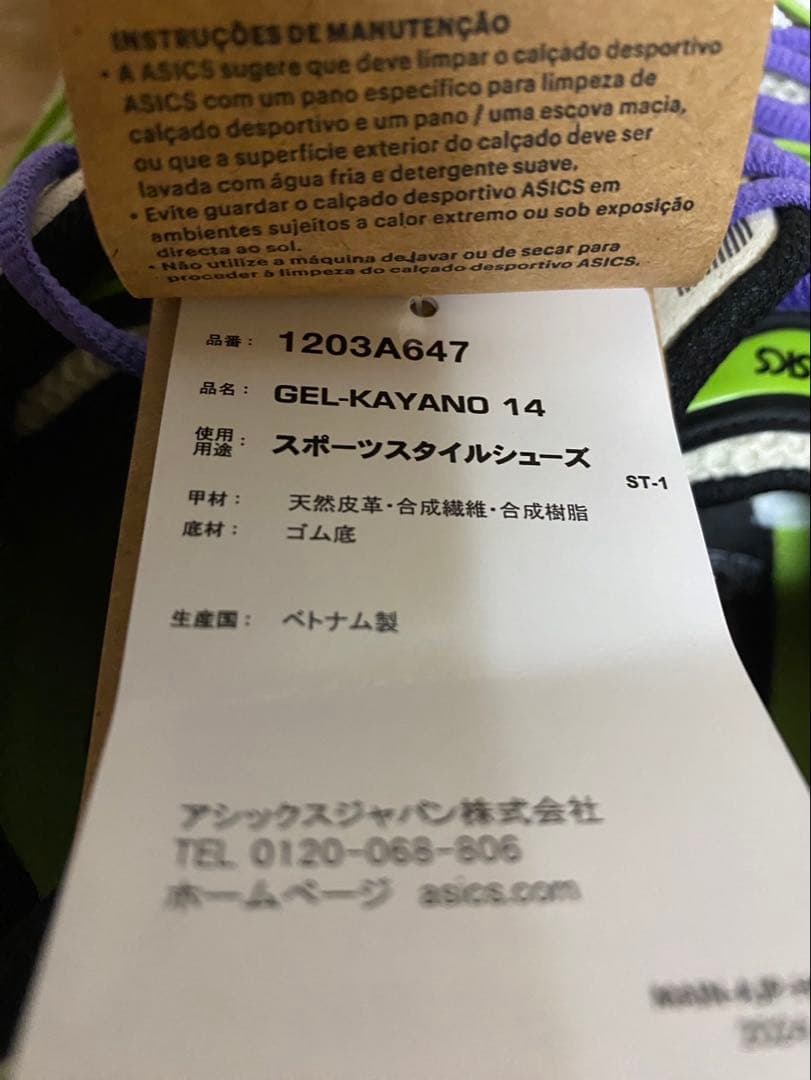 INSTRUÇÕES DE MANUTENÇÃO
• A ASICS sugere que deve limpar o calçado desportivo
ASICS com um pano específico para limpeza de
calçado desportivo e um pano / uma escova macia,
ou que a superfície exterior do calçado deve ser
lavada com água fria e detergente suave.
• Evite guardar o calçado desportivo ASICS em
ambientes sujeitos a calor extremo ou sob exposição
directa ao sol.
• Não utilize a máquina de lavar ou de secar para
proceder à limpeza do calçado desportivo ASICS.
品番： 1203A647
品名： GEL-KAYANO 14
使用用途： スポーツスタイルシューズ
ST-1
甲材： 天然皮革・合成繊維・合成樹脂
底材： ゴム底
生産国： ベトナム製
アシックスジャパン株式会社
TEL 0120-068-806
ホームページ asics.com